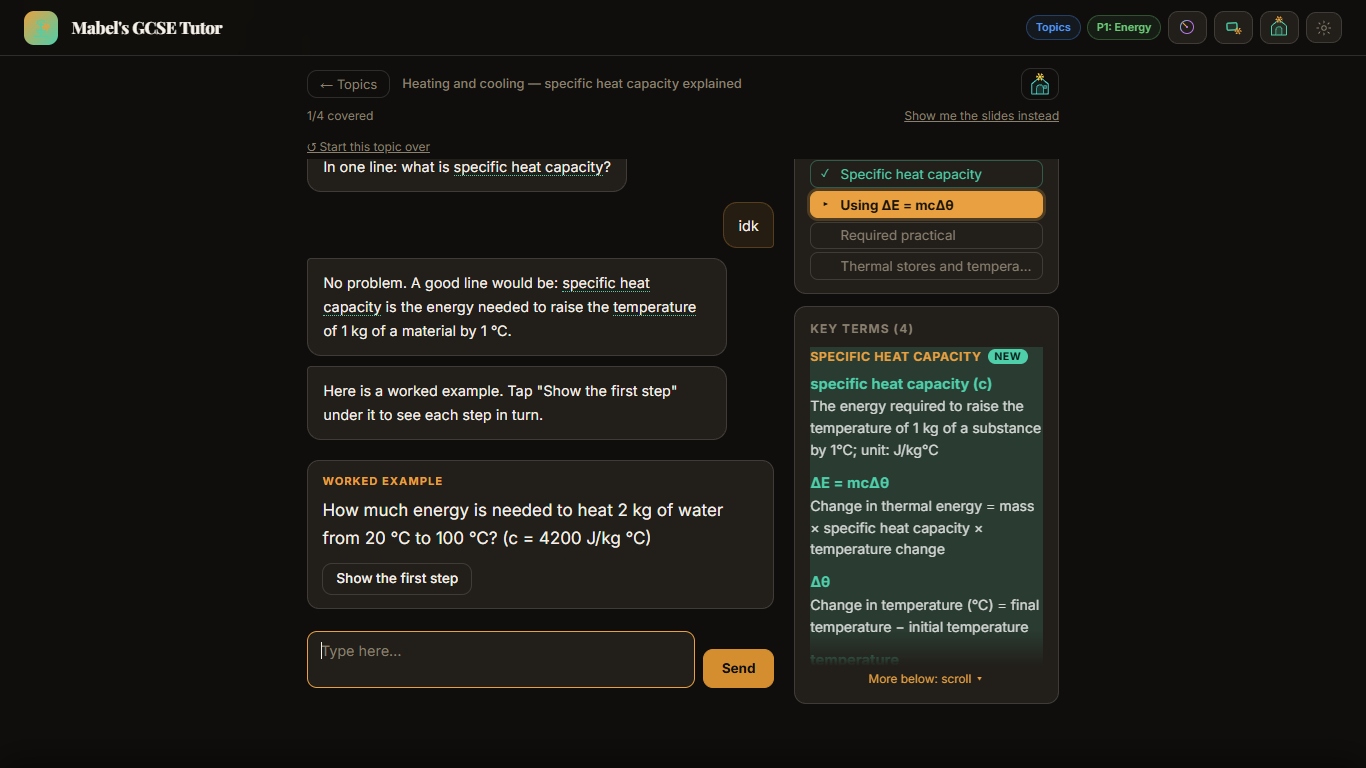 Mabel's GCSE Tutor
Topics
P1: Energy
← Topics
Heating and cooling — specific heat capacity explained
1/4 covered
Show me the slides instead
↺ Start this topic over
In one line: what is specific heat capacity?
idk
No problem. A good line would be: specific heat
capacity is the energy needed to raise the temperature
of 1 kg of a material by 1 °C.
Here is a worked example. Tap "Show the first step"
under it to see each step in turn.
WORKED EXAMPLE
How much energy is needed to heat 2 kg of water
from 20 °C to 100 °C? (c = 4200 J/kg °C)
Show the first step
Type here...
Send
✓ Specific heat capacity
▸ Using ΔE = mcΔθ
Required practical
Thermal stores and tempera...
KEY TERMS (4)
SPECIFIC HEAT CAPACITY NEW
specific heat capacity (c)
The energy required to raise the
temperature of 1 kg of a substance
by 1°C; unit: J/kg°C
ΔE = mcΔθ
Change in thermal energy = mass
× specific heat capacity ×
temperature change
Δθ
Change in temperature (°C) = final
temperature − initial temperature
temperature
More below: scroll ▾